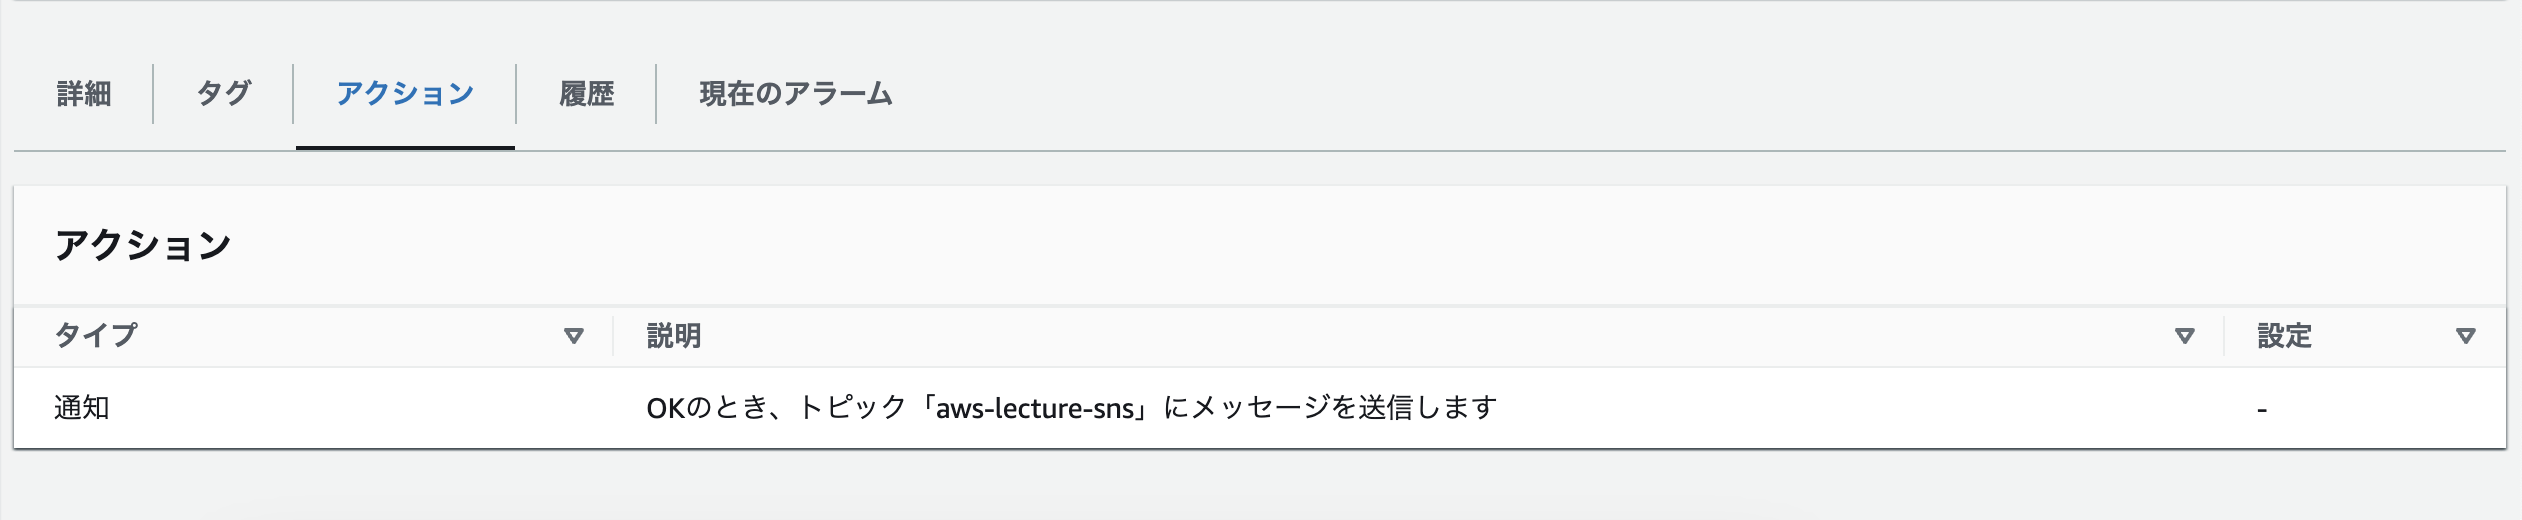 詳細 タグ アクション 履歴 現在のアラーム
アクション
タイプ 説明 設定
通知 OKのとき、トピック「aws-lecture-sns」にメッセージを送信します -